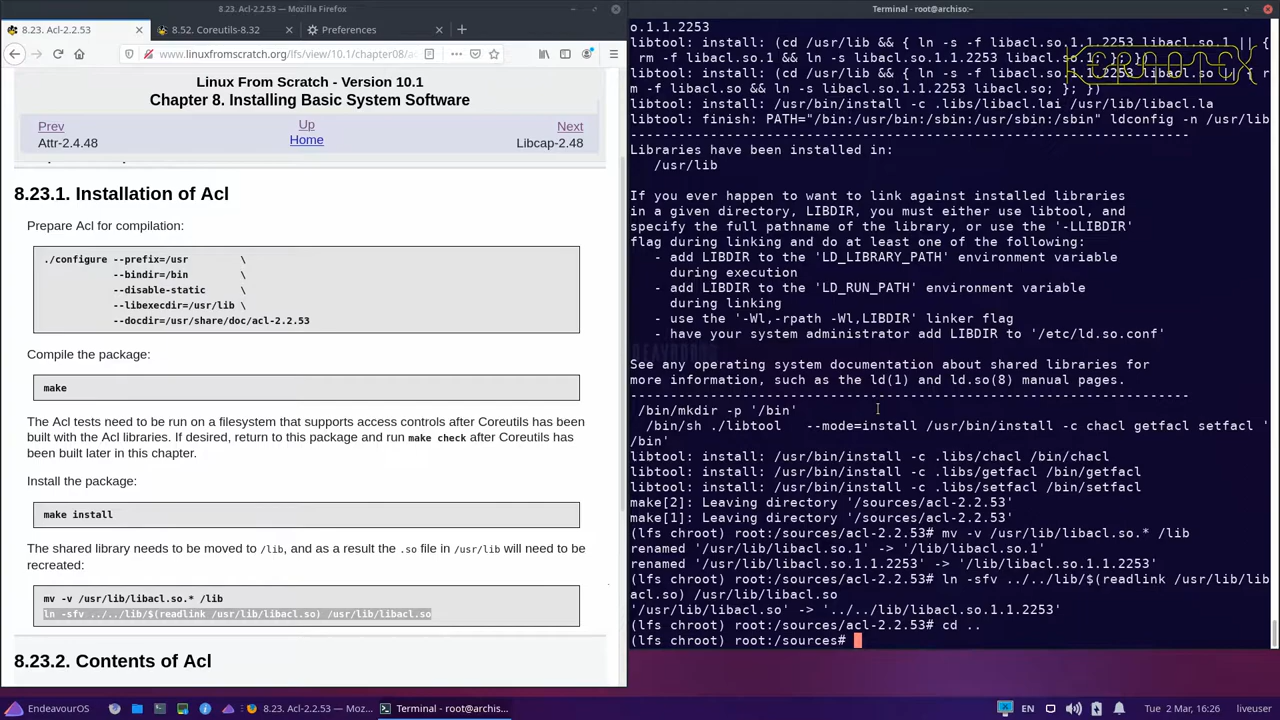 8.23. Acl-2.2.53 — Mozilla Firefox
8.23. Acl-2.2.53
8.52. Coreutils-8.32
Preferences
www.linuxfromscratch.org/lfs/view/10.1/chapter08/ac
Linux From Scratch - Version 10.1
Chapter 8. Installing Basic System Software
Prev
Up
Next
Attr-2.4.48
Home
Libcap-2.48
8.23.1. Installation of Acl
Prepare Acl for compilation:
./configure --prefix=/usr \
--bindir=/bin \
--disable-static \
--libexecdir=/usr/lib \
--docdir=/usr/share/doc/acl-2.2.53
Compile the package:
make
The Acl tests need to be run on a filesystem that supports access controls after Coreutils has been
built with the Acl libraries. If desired, return to this package and run make check after Coreutils has
been built later in this chapter.
Install the package:
make install
The shared library needs to be moved to /lib, and as a result the .so file in /usr/lib will need to be
recreated:
mv -v /usr/lib/libacl.so.* /lib
ln -sfv ../../lib/$(readlink /usr/lib/libacl.so) /usr/lib/libacl.so
8.23.2. Contents of Acl
Terminal - root@archiso:~
o.1.1.2253
libtool: install: (cd /usr/lib && { ln -s -f libacl.so.1.1.2253 libacl.so.1 || {
rm -f libacl.so.1 && ln -s libacl.so.1.1.2253 libacl.so.1; }; })
libtool: install: (cd /usr/lib && { ln -s -f libacl.so.1.1.2253 libacl.so || { r
m -f libacl.so && ln -s libacl.so.1.1.2253 libacl.so; }; })
libtool: install: /usr/bin/install -c .libs/libacl.lai /usr/lib/libacl.la
libtool: finish: PATH="/bin:/usr/bin:/sbin:/usr/sbin:/sbin" ldconfig -n /usr/lib
----------------------------------------------------------------------
Libraries have been installed in:
/usr/lib
If you ever happen to want to link against installed libraries
in a given directory, LIBDIR, you must either use libtool, and
specify the full pathname of the library, or use the '-LLIBDIR'
flag during linking and do at least one of the following:
- add LIBDIR to the 'LD_LIBRARY_PATH' environment variable
during execution
- add LIBDIR to the 'LD_RUN_PATH' environment variable
during linking
- use the '-Wl,-rpath -Wl,LIBDIR' linker flag
- have your system administrator add LIBDIR to '/etc/ld.so.conf'
See any operating system documentation about shared libraries for
more information, such as the ld(1) and ld.so(8) manual pages.
----------------------------------------------------------------------
/bin/mkdir -p '/bin'
/bin/sh ./libtool --mode=install /usr/bin/install -c chacl getfacl setfacl '
/bin'
libtool: install: /usr/bin/install -c .libs/chacl /bin/chacl
libtool: install: /usr/bin/install -c .libs/getfacl /bin/getfacl
libtool: install: /usr/bin/install -c .libs/setfacl /bin/setfacl
make[2]: Leaving directory '/sources/acl-2.2.53'
make[1]: Leaving directory '/sources/acl-2.2.53'
(lfs chroot) root:/sources/acl-2.2.53# mv -v /usr/lib/libacl.so.* /lib
renamed '/usr/lib/libacl.so.1' -> '/lib/libacl.so.1'
renamed '/usr/lib/libacl.so.1.1.2253' -> '/lib/libacl.so.1.1.2253'
(lfs chroot) root:/sources/acl-2.2.53# ln -sfv ../../lib/$(readlink /usr/lib/lib
acl.so) /usr/lib/libacl.so
'/usr/lib/libacl.so' -> '../../lib/libacl.so.1.1.2253'
(lfs chroot) root:/sources/acl-2.2.53# cd ..
(lfs chroot) root:/sources#
EndeavourOS
8.23. Acl-2.2.53 — Moz...
Terminal - root@archis...
EN
Tue 2 Mar, 16:26
liveuser